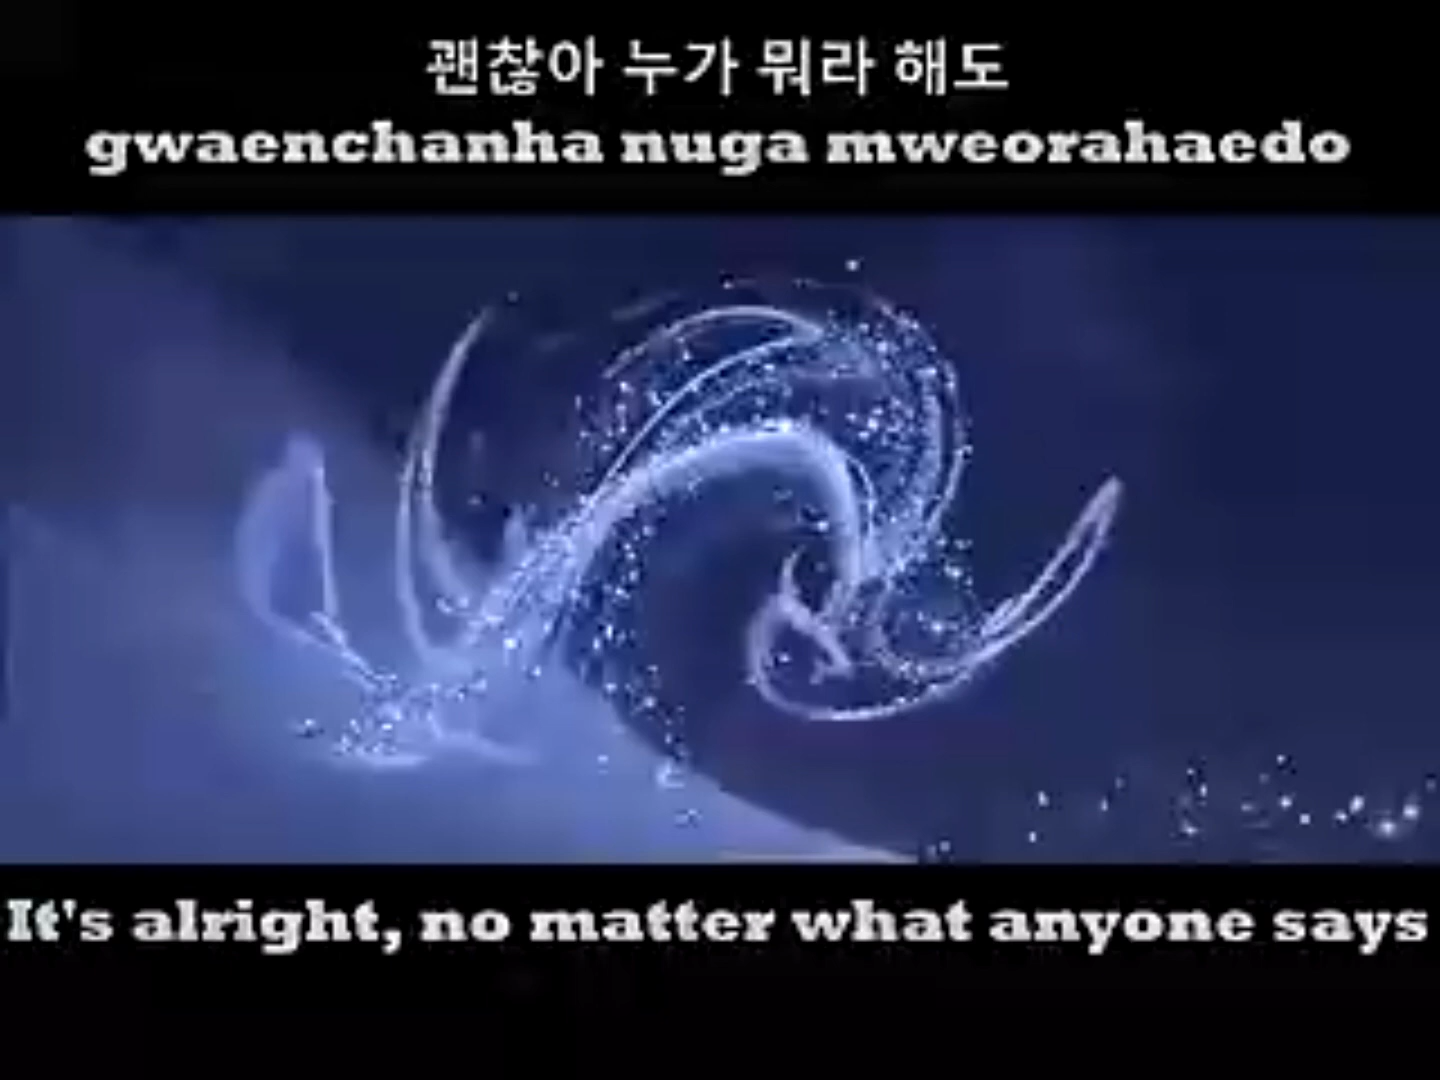 괜찮아 누가 뭐라 해도
gwaenchanha nuga mweorahaedo
It's alright, no matter what anyone says